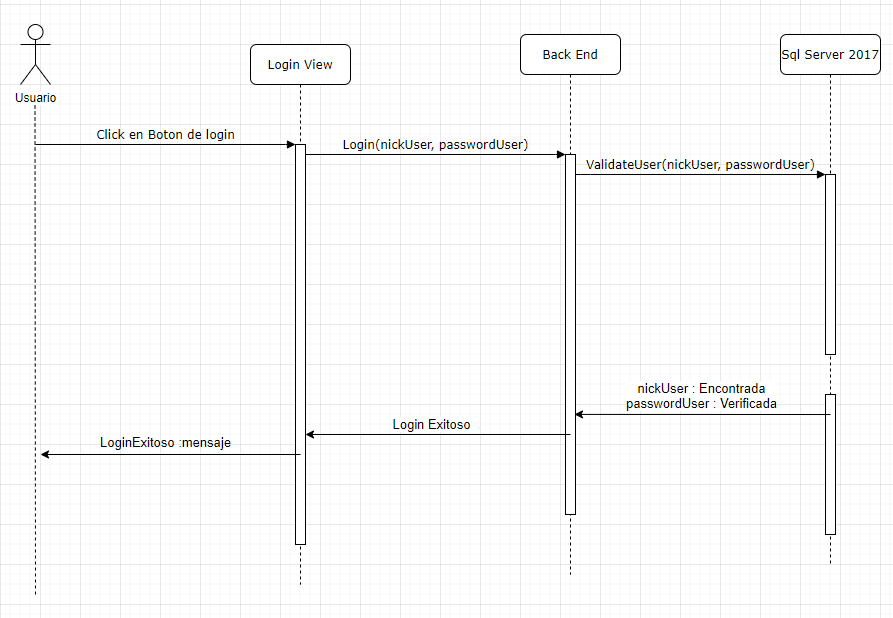 Usuario
Login View
Back End
Sql Server 2017
Click en Boton de login
Login(nickUser, passwordUser)
ValidateUser(nickUser, passwordUser)
nickUser : Encontrada
passwordUser : Verificada
Login Exitoso
LoginExitoso :mensaje